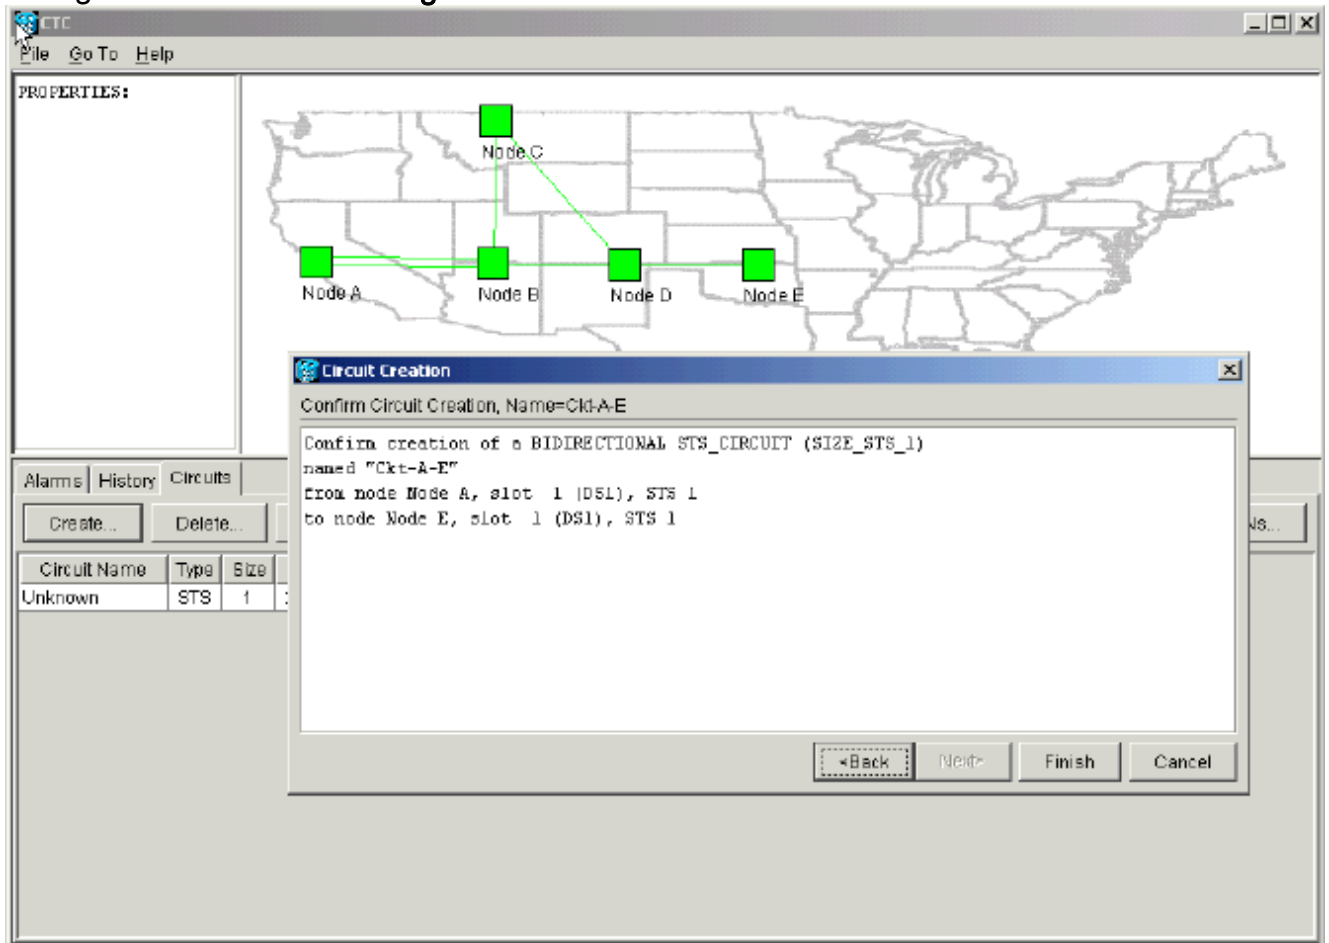 CTC
File Go To Help
PROPERTIES:
Node C
Node A
Node B
Node D
Node E
Circuit Creation
Confirm Circuit Creation, Name=Ckt-A-E
Confirm creation of a BIDIRECTIONAL STS_CIRCUIT (SIZE_STS_1)
named "Ckt-A-E"
from node Node A, slot 1 (DS1), STS 1
to node Node E, slot 1 (DS1), STS 1
<Back Next> Finish Cancel
Alarms History Circuits
Create... Delete...
Circuit Name Type Size
Unknown STS 1